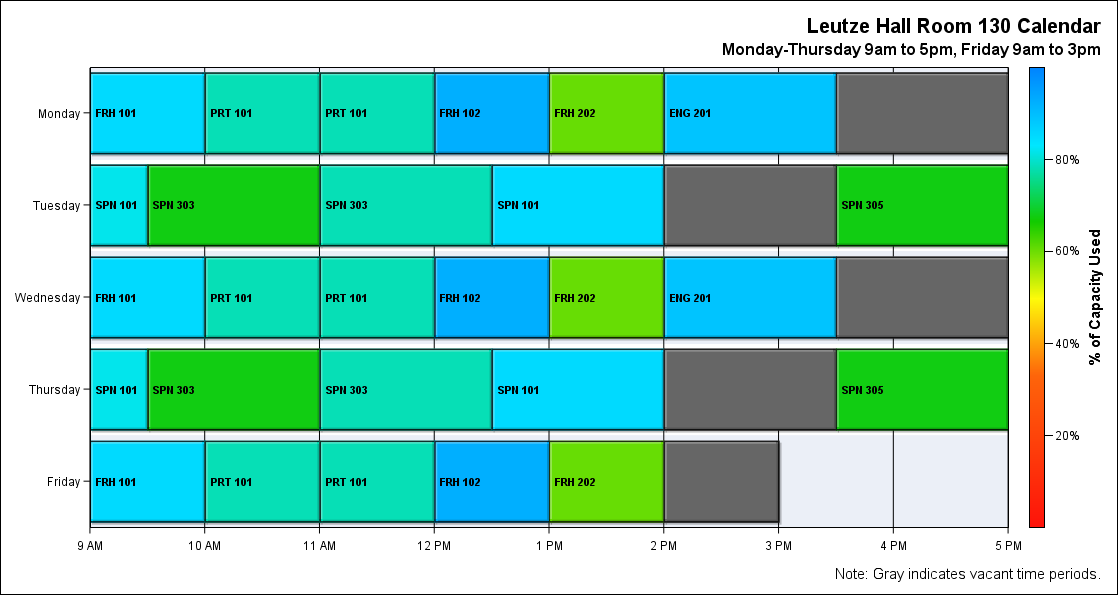 Leutze Hall Room 130 Calendar
Monday-Thursday 9am to 5pm, Friday 9am to 3pm
Monday
FRH 101 PRT 101 PRT 101 FRH 102 FRH 202 ENG 201
Tuesday
SPN 101 SPN 303 SPN 303 SPN 101 SPN 305
Wednesday
FRH 101 PRT 101 PRT 101 FRH 102 FRH 202 ENG 201
Thursday
SPN 101 SPN 303 SPN 303 SPN 101 SPN 305
Friday
FRH 101 PRT 101 PRT 101 FRH 102 FRH 202
9 AM 10 AM 11 AM 12 PM 1 PM 2 PM 3 PM 4 PM 5 PM
80%
60%
40%
20%
% of Capacity Used
Note: Gray indicates vacant time periods.